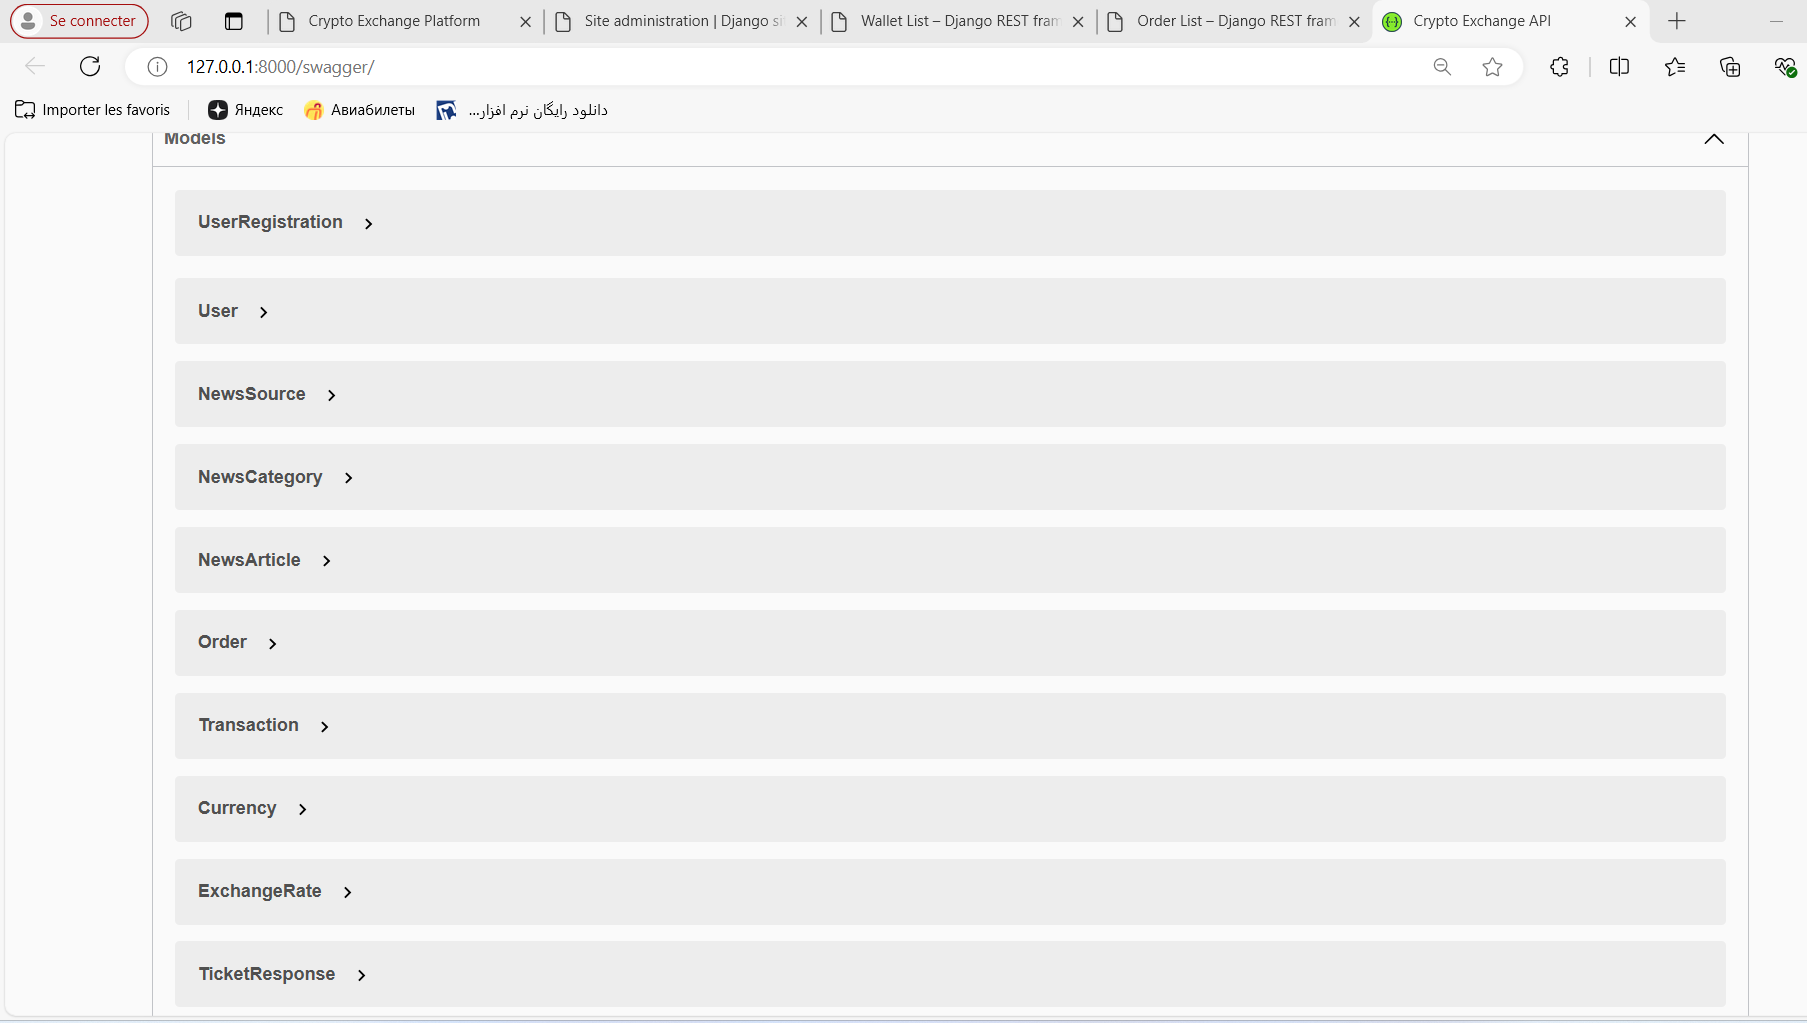 Se connecter
Crypto Exchange Platform
Site administration | Django si
Wallet List – Django REST fram
Order List – Django REST fram
Crypto Exchange API
127.0.0.1:8000/swagger/
Importer les favoris
Яндекс
Авиабилеты
دانلود رایگان نرم افزار...
Models
UserRegistration
User
NewsSource
NewsCategory
NewsArticle
Order
Transaction
Currency
ExchangeRate
TicketResponse